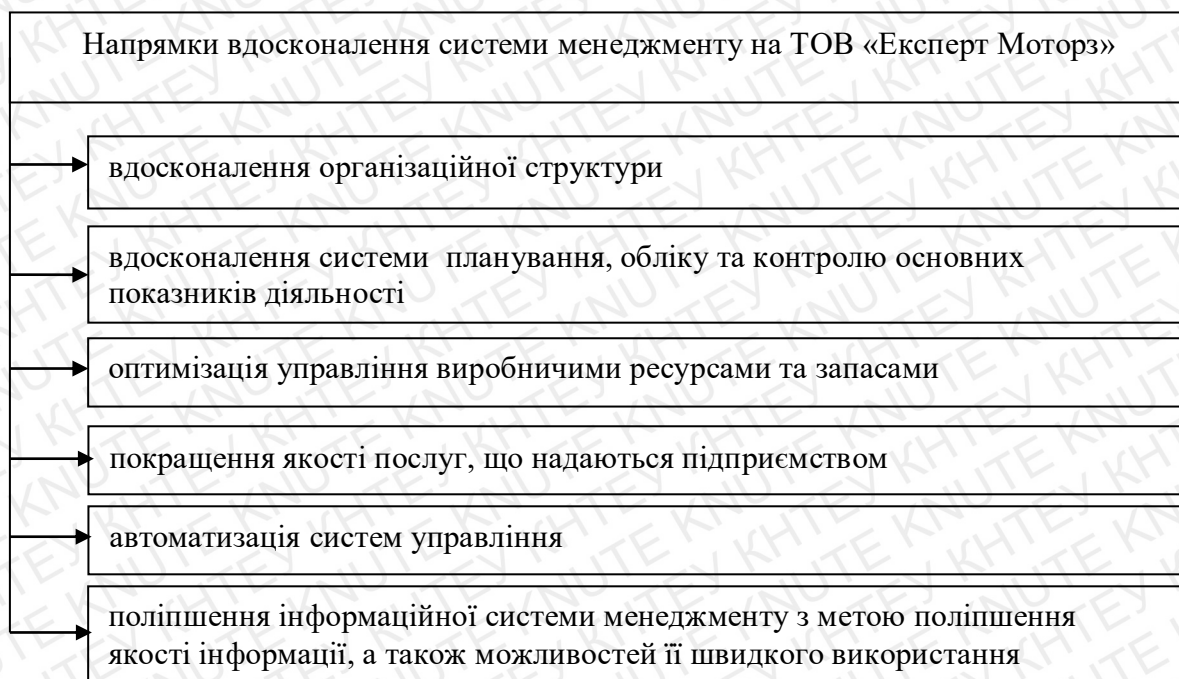 Напрямки вдосконалення системи менеджменту на ТОВ «Експерт Моторз»
вдосконалення організаційної структури
вдосконалення системи планування, обліку та контролю основних
показників діяльності
оптимізація управління виробничими ресурсами та запасами
покращення якості послуг, що надаються підприємством
автоматизація систем управління
поліпшення інформаційної системи менеджменту з метою поліпшення
якості інформації, а також можливостей її швидкого використання